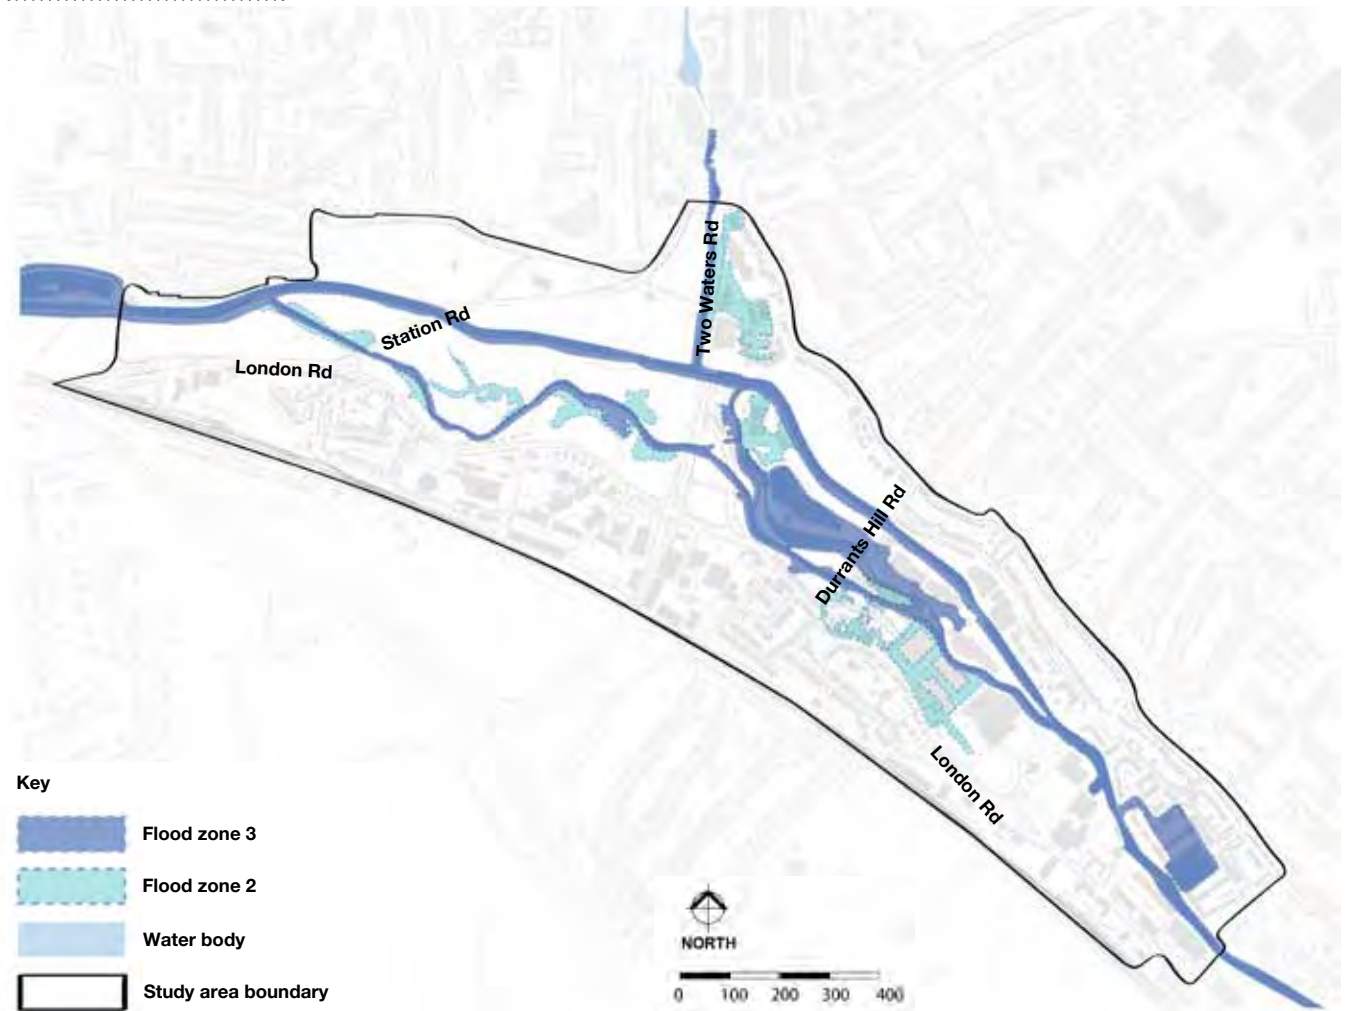 Two Waters Rd
Station Rd
London Rd
Durrants Hill Rd
London Rd
Key
Flood zone 3
Flood zone 2
Water body
Study area boundary
NORTH
0 100 200 300 400